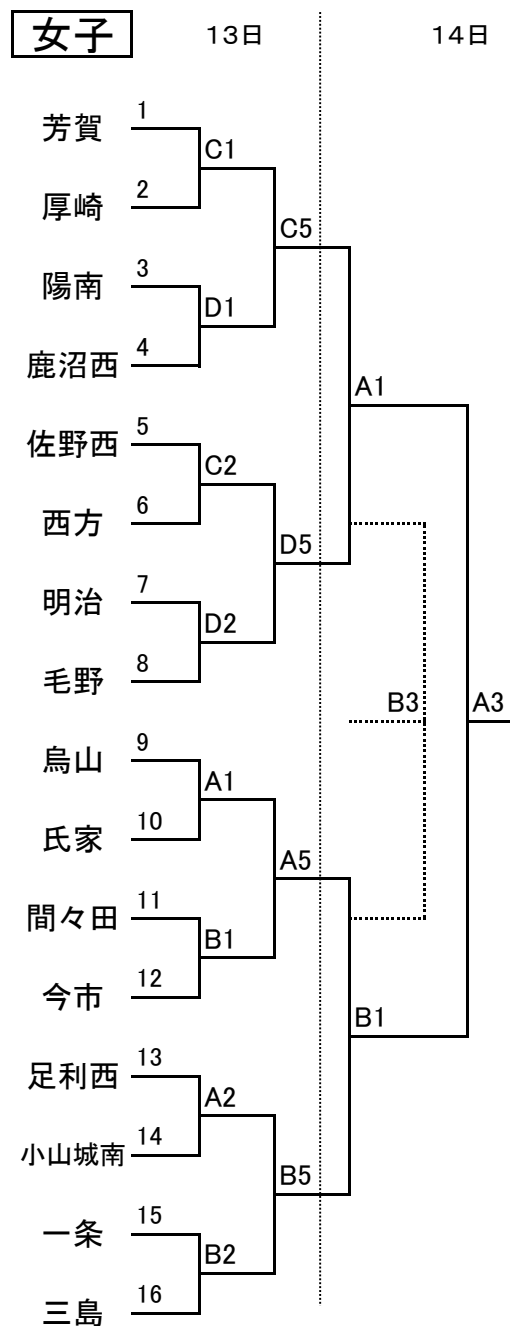 女子 13日 14日
1
芳賀
C1
2
厚崎
C5
3
陽南
D1
4
鹿沼西
A1
5
佐野西
C2
6
西方
D5
7
明治
D2
8
毛野
B3 A3
9
烏山
A1
10
氏家
A5
11
間々田
B1
12
今市
B1
13
足利西
A2
14
小山城南
B5
15
一条
B2
16
三島